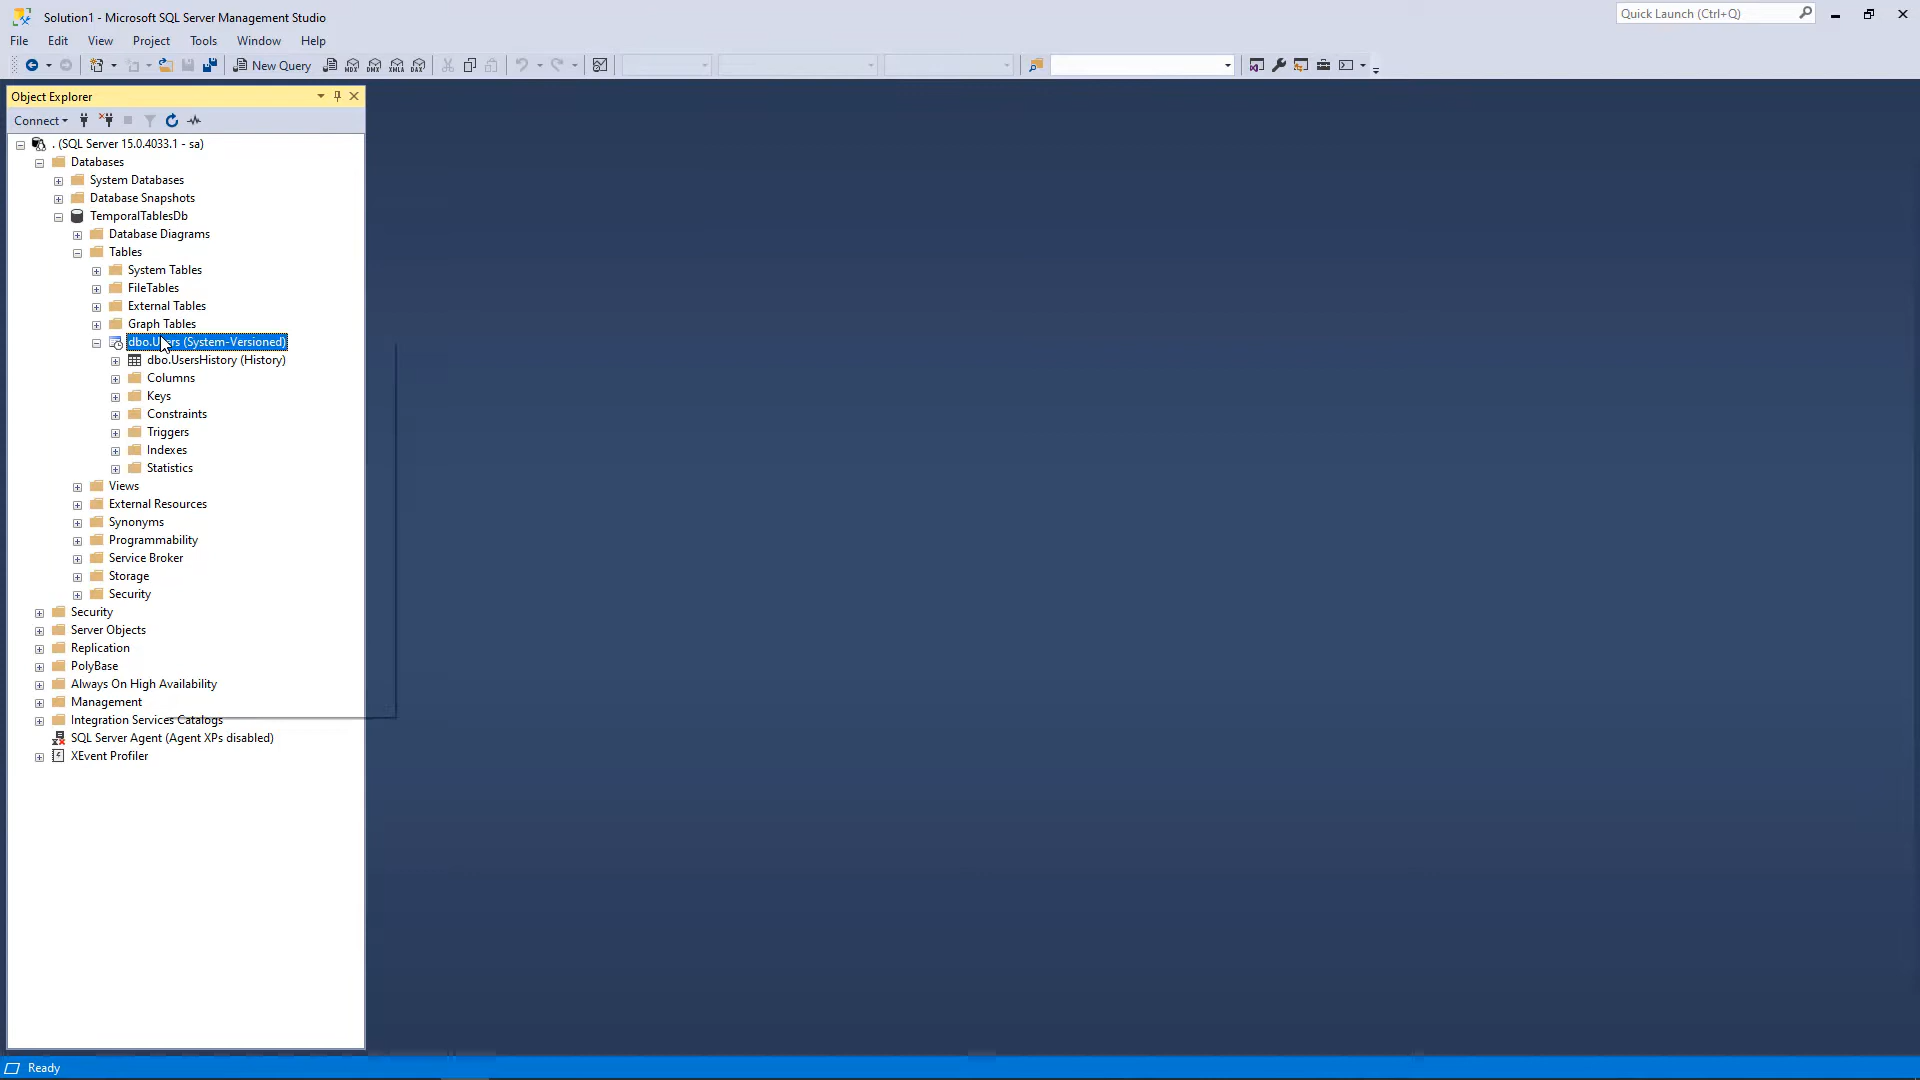 Solution1 - Microsoft SQL Server Management Studio
Quick Launch (Ctrl+Q)
File Edit View Project Tools Window Help
New Query MDX DMX XMLA DAX
Object Explorer
Connect
. (SQL Server 15.0.4033.1 - sa)
Databases
System Databases
Database Snapshots
TemporalTablesDb
Database Diagrams
Tables
System Tables
FileTables
External Tables
Graph Tables
dbo.Users (System-Versioned)
dbo.UsersHistory (History)
Columns
Keys
Constraints
Triggers
Indexes
Statistics
Views
External Resources
Synonyms
Programmability
Service Broker
Storage
Security
Security
Server Objects
Replication
PolyBase
Always On High Availability
Management
Integration Services Catalogs
SQL Server Agent (Agent XPs disabled)
XEvent Profiler
Ready